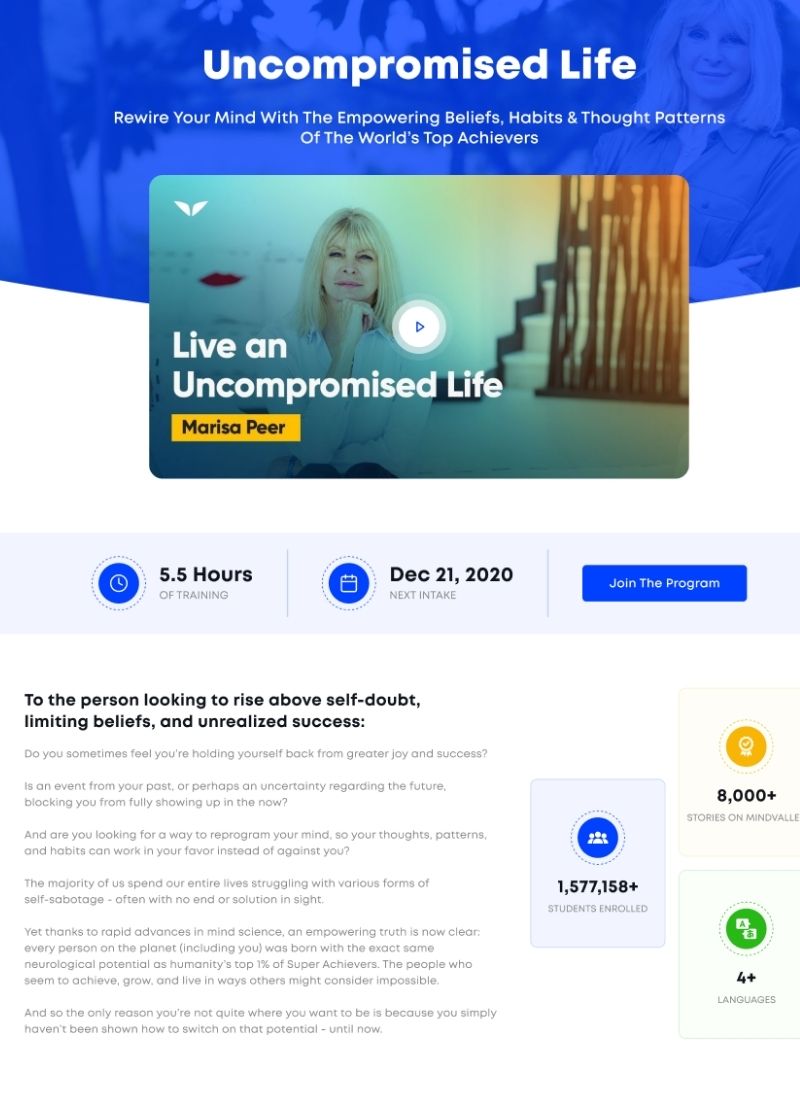 Uncompromised Life
Rewire Your Mind With The Empowering Beliefs, Habits & Thought Patterns
Of The World's Top Achievers
Live an
Uncompromised Life
Marisa Peer
5.5 Hours
OF TRAINING
Dec 21, 2020
NEXT INTAKE
Join The Program
To the person looking to rise above self-doubt,
limiting beliefs, and unrealized success:
Do you sometimes feel you're holding yourself back from greater joy and success?
Is an event from your past, or perhaps an uncertainty regarding the future,
blocking you from fully showing up in the now?
And are you looking for a way to reprogram your mind, so your thoughts, patterns,
and habits can work in your favor instead of against you?
The majority of us spend our entire lives struggling with various forms of
self-sabotage - often with no end or solution in sight.
Yet thanks to rapid advances in mind science, an empowering truth is now clear:
every person on the planet (including you) was born with the exact same
neurological potential as humanity's top 1% of Super Achievers. The people who
seem to achieve, grow, and live in ways others might consider impossible.
And so the only reason you're not quite where you want to be is because you simply
haven't been shown how to switch on that potential - until now.
1,577,158+
STUDENTS ENROLLED
8,000+
STORIES ON MINDVALLE
4+
LANGUAGES